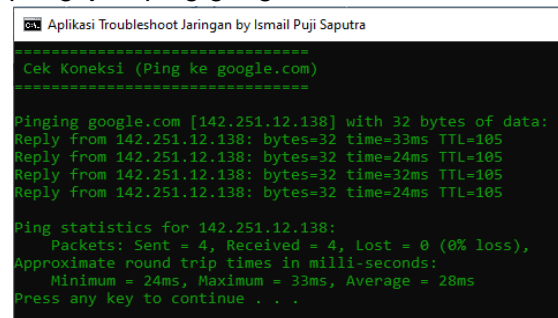 Aplikasi Troubleshoot Jaringan by Ismail Puji Saputra
=================================
Cek Koneksi (Ping ke google.com)
=================================
Pinging google.com [142.251.12.138] with 32 bytes of data:
Reply from 142.251.12.138: bytes=32 time=33ms TTL=105
Reply from 142.251.12.138: bytes=32 time=24ms TTL=105
Reply from 142.251.12.138: bytes=32 time=32ms TTL=105
Reply from 142.251.12.138: bytes=32 time=24ms TTL=105
Ping statistics for 142.251.12.138:
Packets: Sent = 4, Received = 4, Lost = 0 (0% loss),
Approximate round trip times in milli-seconds:
Minimum = 24ms, Maximum = 33ms, Average = 28ms
Press any key to continue . . .